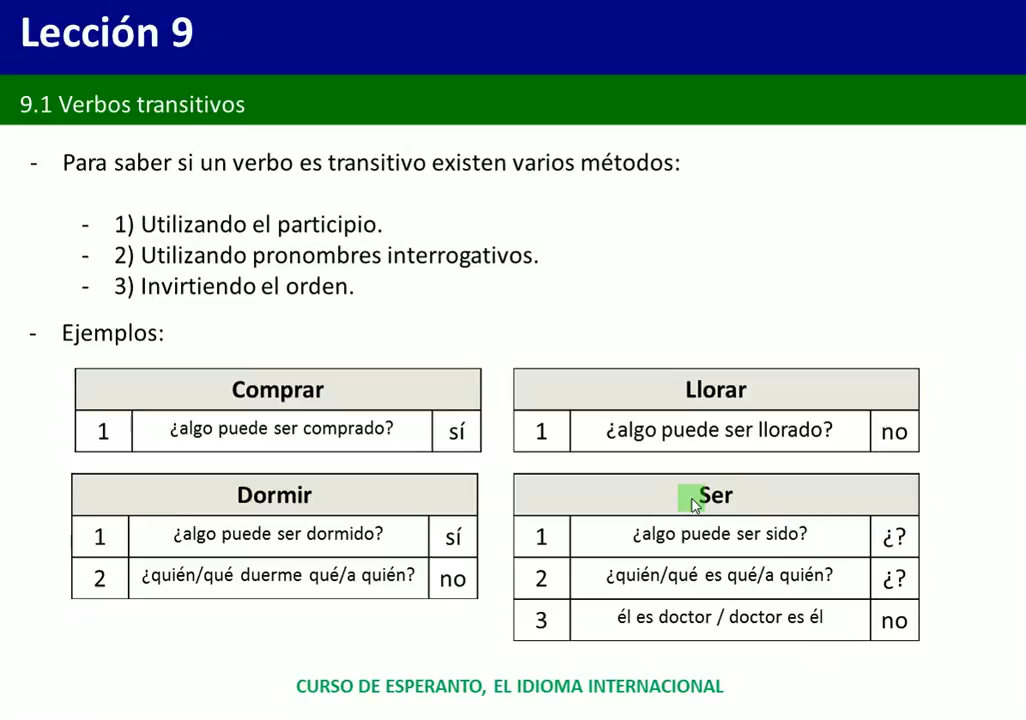 Lección 9
9.1 Verbos transitivos
- Para saber si un verbo es transitivo existen varios métodos:
- 1) Utilizando el participio.
- 2) Utilizando pronombres interrogativos.
- 3) Invirtiendo el orden.
- Ejemplos:
Comprar
1 ¿algo puede ser comprado? sí
Llorar
1 ¿algo puede ser llorado? no
Dormir
1 ¿algo puede ser dormido? sí
2 ¿quién/qué duerme qué/a quién? no
Ser
1 ¿algo puede ser sido? ¿?
2 ¿quién/qué es qué/a quién? ¿?
3 él es doctor / doctor es él no
CURSO DE ESPERANTO, EL IDIOMA INTERNACIONAL